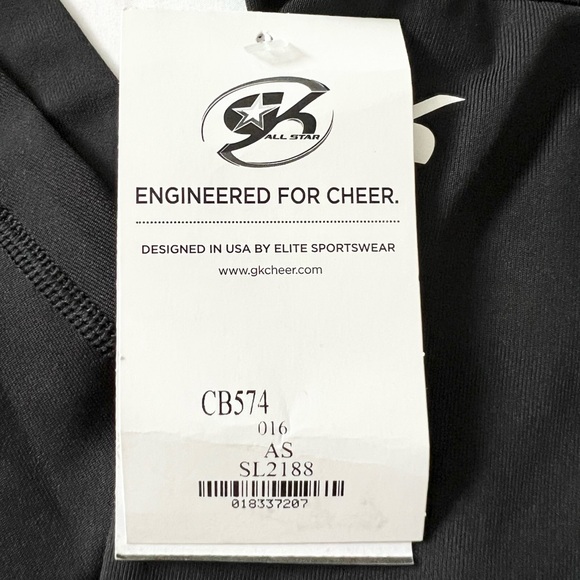 GK
ALL STAR
ENGINEERED FOR CHEER.
DESIGNED IN USA BY ELITE SPORTSWEAR
www.gkcheer.com
CB574
016
AS
SL2188
018337207